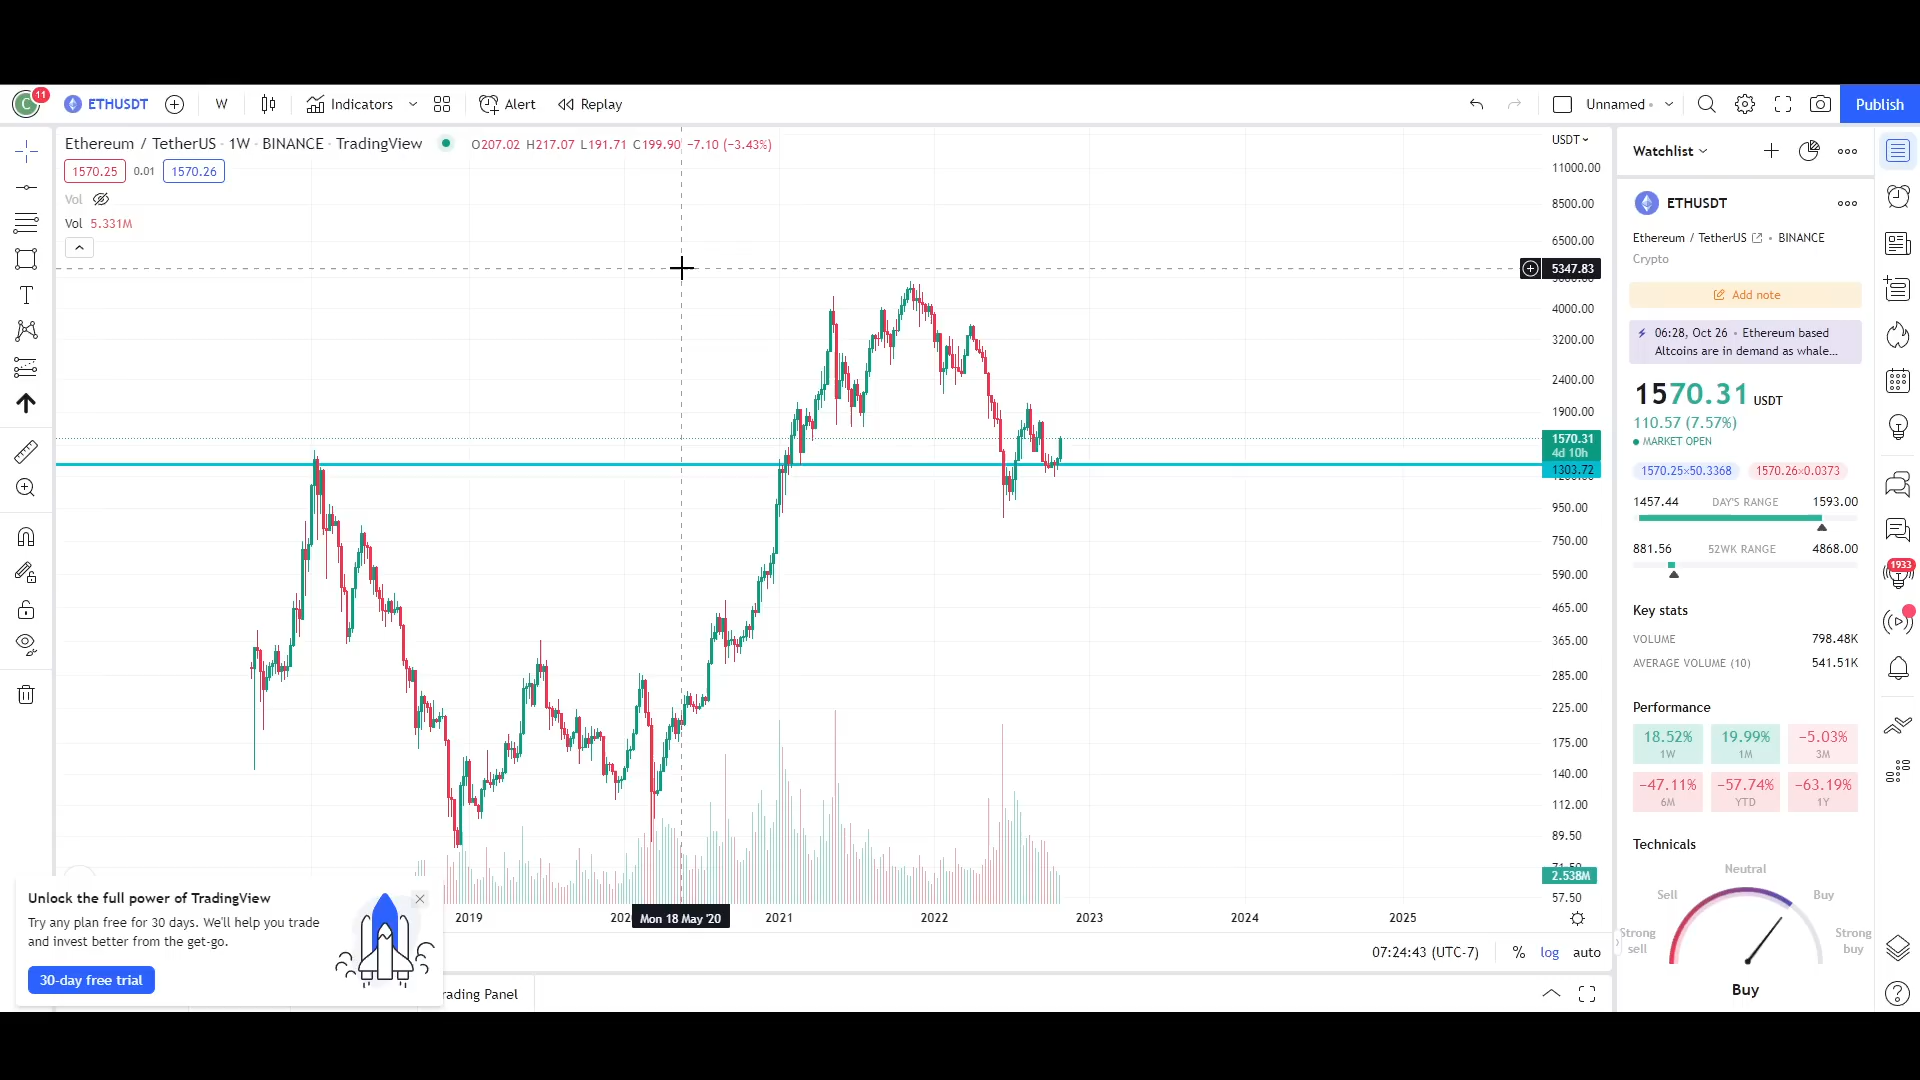 C 11 ETHUSDT W Indicators Alert Replay Unnamed Publish
Ethereum / TetherUS · 1W · BINANCE · TradingView O207.02 H217.07 L191.71 C199.90 −7.10 (−3.43%)
1570.25 0.01 1570.26
Vol
Vol 5.331M
USDT
11000.00
8500.00
6500.00
5347.83
4000.00
3200.00
2400.00
1900.00
1570.31
4d 10h
1303.72
950.00
750.00
590.00
465.00
365.00
285.00
225.00
175.00
140.00
112.00
89.50
2.538M
57.50
2019 Mon 18 May '20 2021 2022 2023 2024 2025
07:24:43 (UTC-7) % log auto
Unlock the full power of TradingView
Try any plan free for 30 days. We'll help you trade
and invest better from the get-go.
30-day free trial
rading Panel
Watchlist
ETHUSDT
Ethereum / TetherUS • BINANCE
Crypto
Add note
06:28, Oct 26 • Ethereum based
Altcoins are in demand as whale...
1570.31 USDT
110.57 (7.57%)
MARKET OPEN
1570.25×50.3368 1570.26×0.0373
1457.44 DAY'S RANGE 1593.00
881.56 52WK RANGE 4868.00
Key stats
VOLUME 798.48K
AVERAGE VOLUME (10) 541.51K
Performance
18.52% 19.99% −5.03%
1W 1M 3M
−47.11% −57.74% −63.19%
6M YTD 1Y
Technicals
Neutral
Sell Buy
Strong sell
Strong buy
Buy
1933